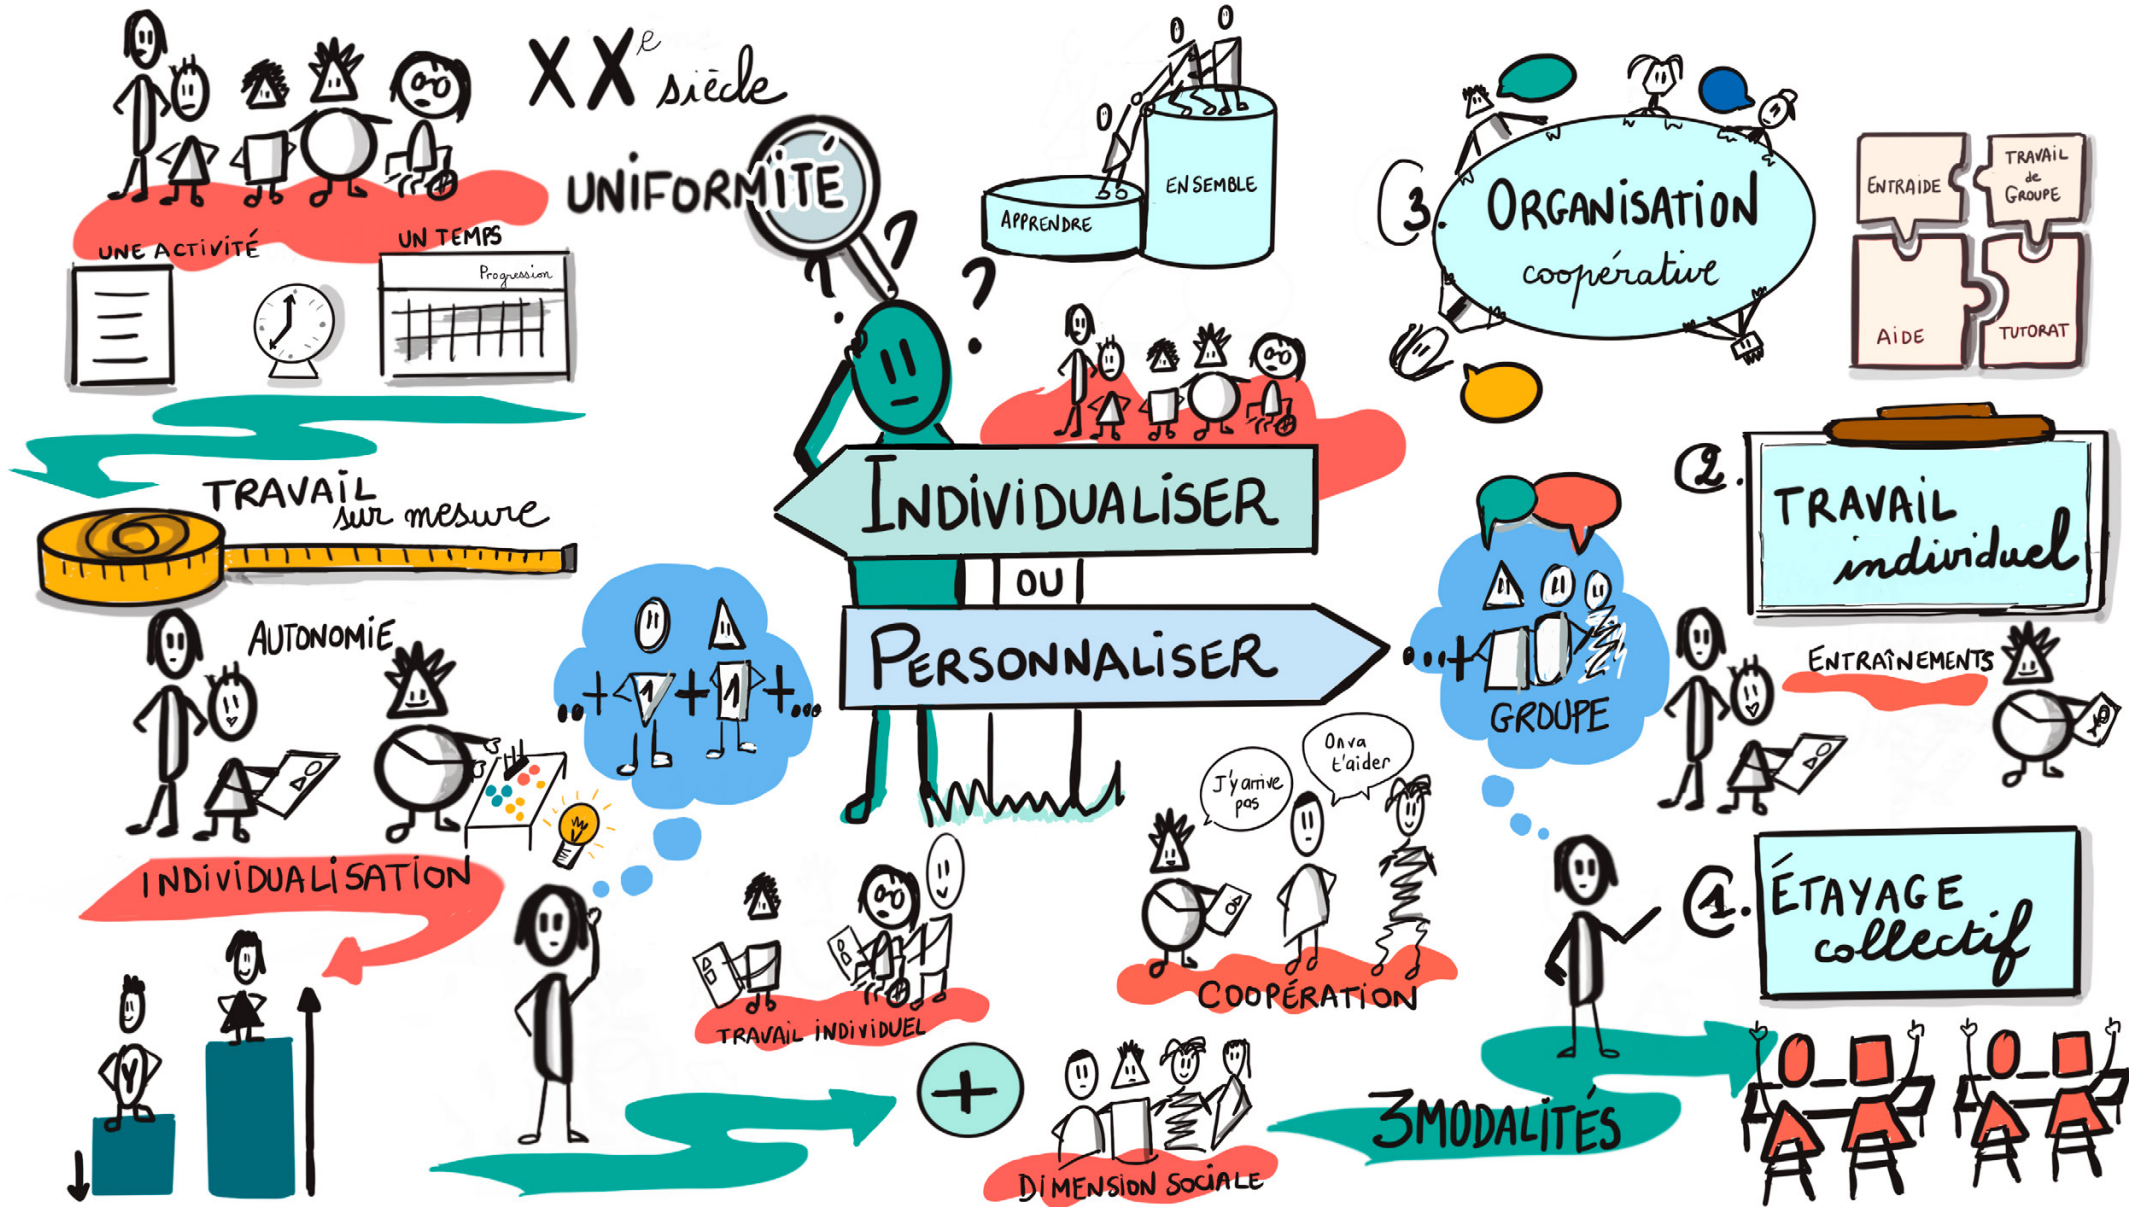 XXe siècle
UNIFORMITÉ
UNE ACTIVITÉ
UN TEMPS
Progression
TRAVAIL
sur mesure
AUTONOMIE
INDIVIDUALISATION
1
1
INDIVIDUALISER
OU
PERSONNALISER
TRAVAIL INDIVIDUEL
DIMENSION SOCIALE
J'y arrive
pas
On va
t'aider
COOPÉRATION
GROUPE
3 MODALITÉS
1.
ÉTAYAGE
collectif
2.
TRAVAIL
individuel
ENTRAÎNEMENTS
3.
ORGANISATION
coopérative
ENTRAIDE
TRAVAIL
de
GROUPE
AIDE
TUTORAT
APPRENDRE
ENSEMBLE